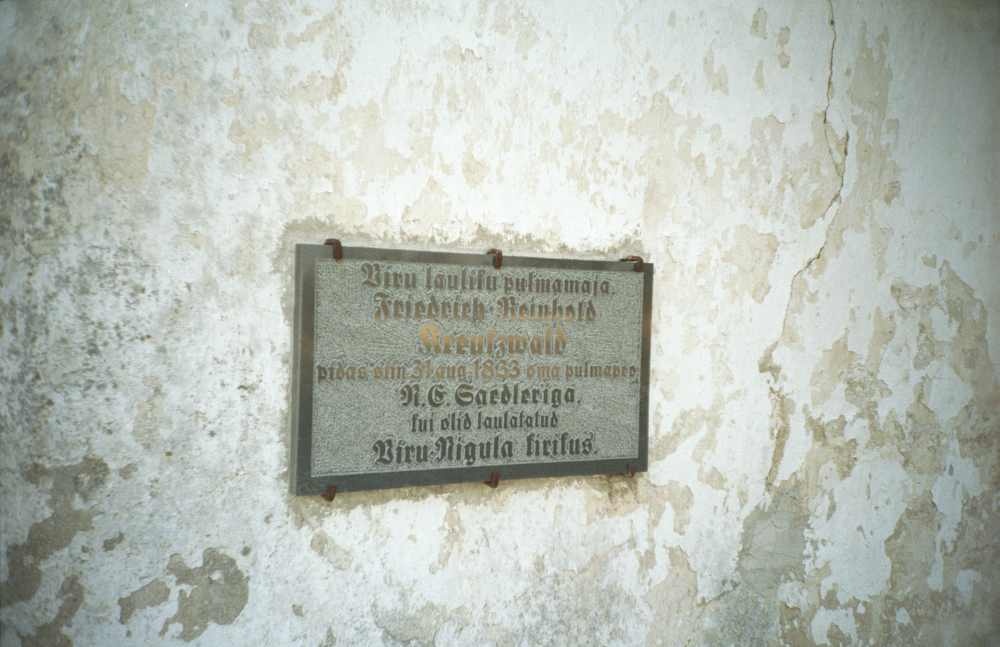 Viru lauliku pulmamaja.
Friedrich Reinhold
Kreutzwald
pidas siin 31. aug. 1833 oma pulmapeo
Saedleriga,
kui olid laulatatud
Viru-Nigula kirikus.